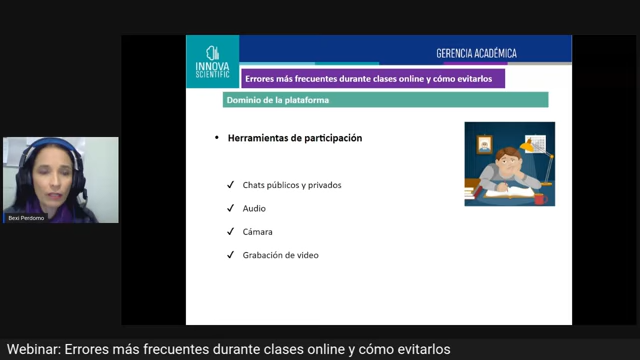 INNOVA
SCIENTIFIC
GERENCIA ACADÉMICA
Errores más frecuentes durante clases online y cómo evitarlos
Dominio de la plataforma
• Herramientas de participación
✓ Chats públicos y privados
✓ Audio
✓ Cámara
✓ Grabación de video
Bexi Perdomo
Webinar: Errores más frecuentes durante clases online y cómo evitarlos